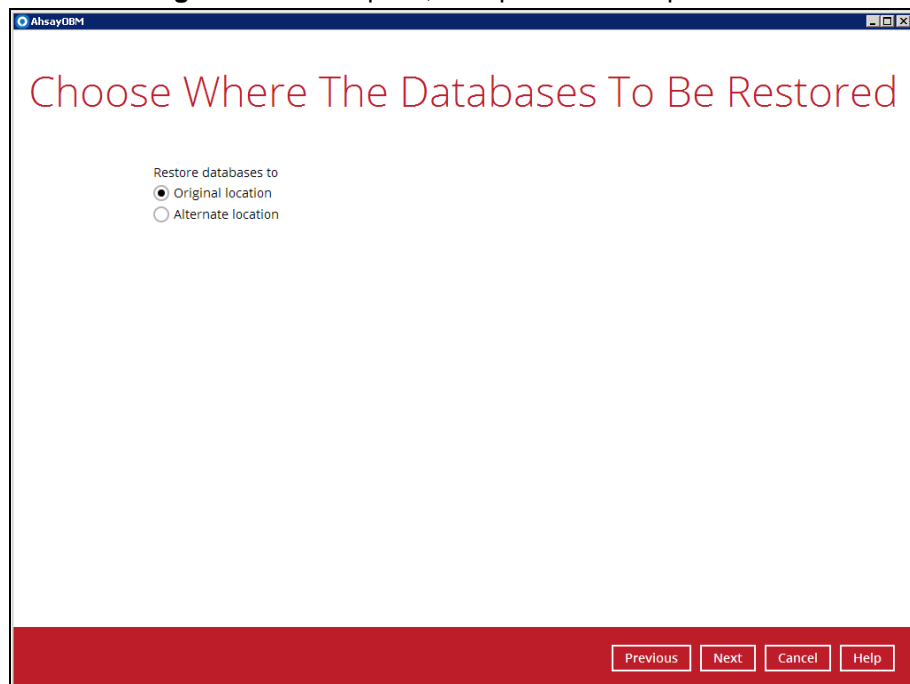 AhsayOBM
Choose Where The Databases To Be Restored
Restore databases to
Original location
Alternate location
Previous Next Cancel Help